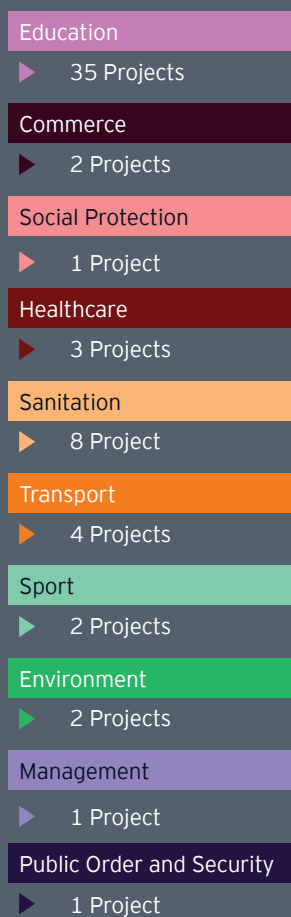 Education
35 Projects
Commerce
2 Projects
Social Protection
1 Project
Healthcare
3 Projects
Sanitation
8 Project
Transport
4 Projects
Sport
2 Projects
Environment
2 Projects
Management
1 Project
Public Order and Security
1 Project